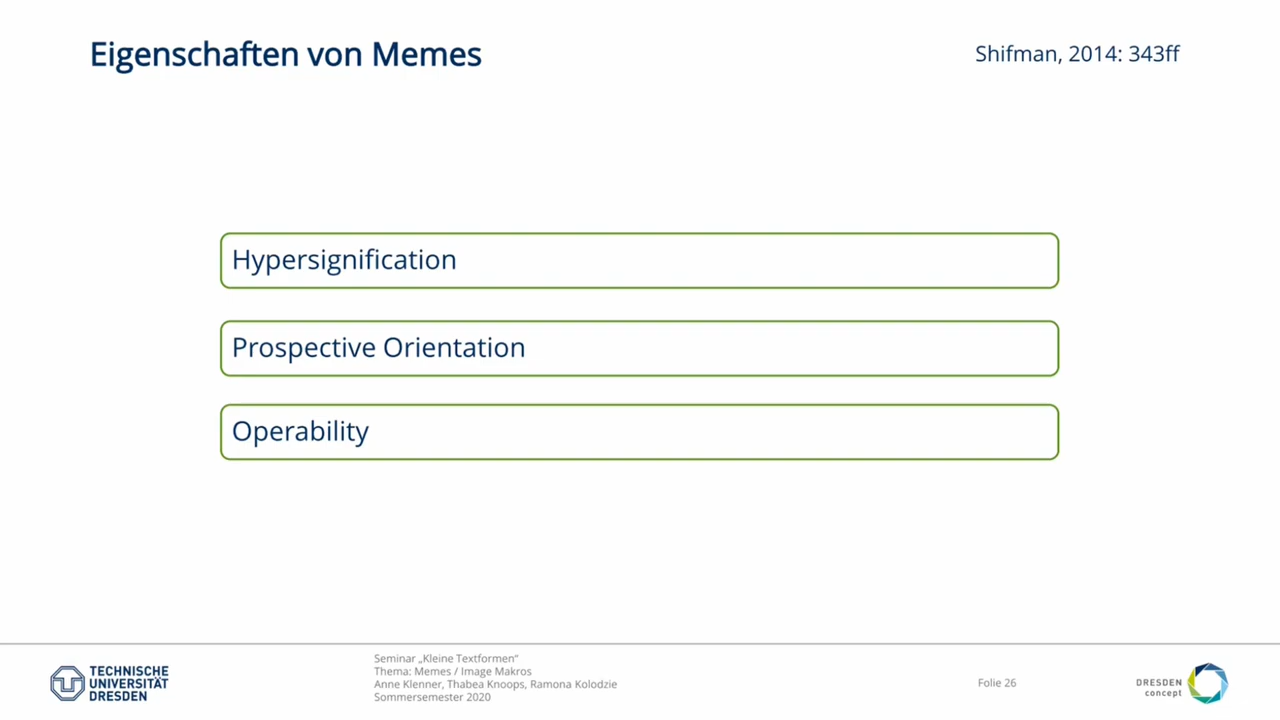 Eigenschaften von Memes
Shifman, 2014: 343ff
Hypersignification
Prospective Orientation
Operability
TECHNISCHE
UNIVERSITÄT
DRESDEN
Seminar „Kleine Textformen“
Thema: Memes / Image Makros
Anne Klenner, Thabea Knoops, Ramona Kolodzie
Sommersemester 2020
Folie 26
DRESDEN
concept